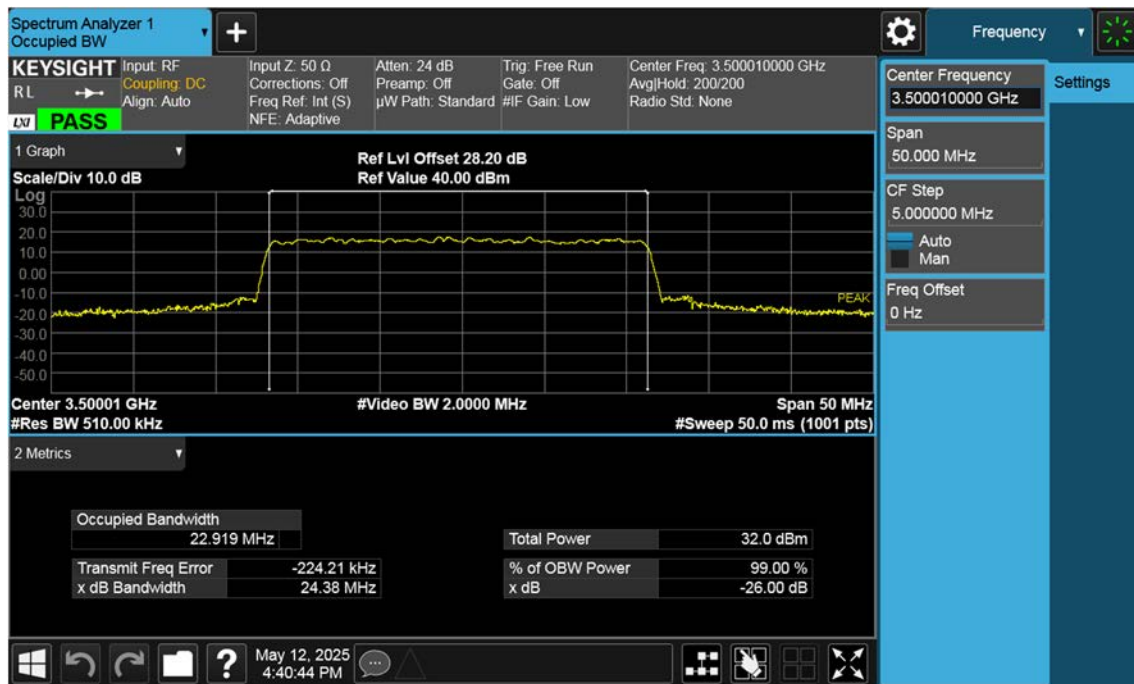 Spectrum Analyzer 1
Occupied BW
+
Frequency
KEYSIGHT
RL
LXI PASS
Input: RF
Coupling: DC
Align: Auto
Input Z: 50 Ω
Corrections: Off
Freq Ref: Int (S)
NFE: Adaptive
Atten: 24 dB
Preamp: Off
µW Path: Standard
Trig: Free Run
Gate: Off
#IF Gain: Low
Center Freq: 3.500010000 GHz
Avg|Hold: 200/200
Radio Std: None
Center Frequency
3.500010000 GHz
Settings
Span
50.000 MHz
CF Step
5.000000 MHz
Auto
Man
Freq Offset
0 Hz
1 Graph
Scale/Div 10.0 dB
Ref Lvl Offset 28.20 dB
Ref Value 40.00 dBm
Log
30.0
20.0
10.0
0.00
-10.0
-20.0
-30.0
-40.0
-50.0
PEAK
Center 3.50001 GHz
#Res BW 510.00 kHz
#Video BW 2.0000 MHz
Span 50 MHz
#Sweep 50.0 ms (1001 pts)
2 Metrics
Occupied Bandwidth
22.919 MHz
Total Power 32.0 dBm
Transmit Freq Error -224.21 kHz
% of OBW Power 99.00 %
x dB Bandwidth 24.38 MHz
x dB -26.00 dB
?
May 12, 2025
4:40:44 PM